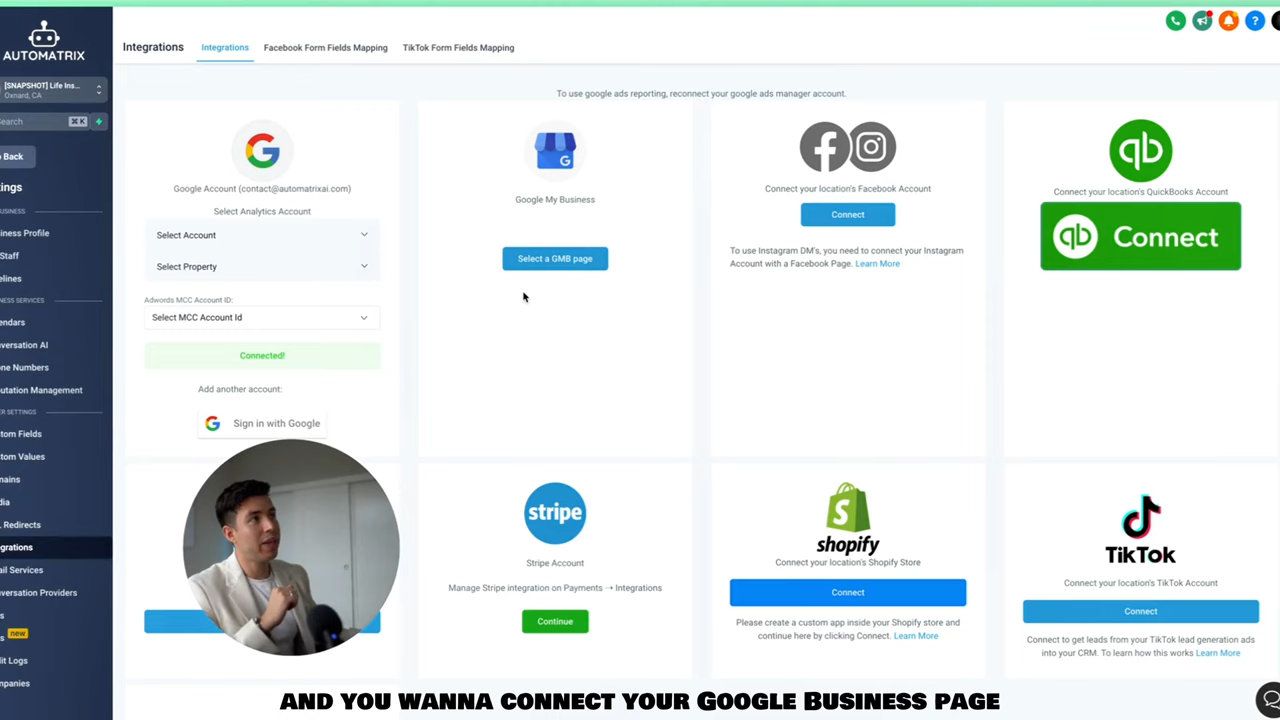 AUTOMATRIX
[SNAPSHOT] Life Ins...
Oxnard, CA
Search
⌘K
Back
ings
BUSINESS
usiness Profile
Staff
elines
NESS SERVICES
endars
versation AI
one Numbers
utation Management
ER SETTINGS
tom Fields
tom Values
mains
dia
L Redirects
egrations
ail Services
versation Providers
s
s new
dit Logs
mpanies
Integrations
Integrations
Facebook Form Fields Mapping
TikTok Form Fields Mapping
?
To use google ads reporting, reconnect your google ads manager account.
G
Google Account (contact@automatrixai.com)
Select Analytics Account
Select Account
Select Property
Adwords MCC Account ID:
Select MCC Account Id
Connected!
Add another account:
G Sign in with Google
G
Google My Business
Select a GMB page
f
Connect your location's Facebook Account
Connect
To use Instagram DM's, you need to connect your Instagram
Account with a Facebook Page. Learn More
qb
Connect your location's QuickBooks Account
qb Connect
stripe
Stripe Account
Manage Stripe integration on Payments → Integrations
Continue
S
shopify
Connect your location's Shopify Store
Connect
Please create a custom app inside your Shopify store and
continue here by clicking Connect. Learn More
TikTok
Connect your location's TikTok Account
Connect
Connect to get leads from your TikTok lead generation ads
into your CRM. To learn how this works Learn More
AND YOU WANNA CONNECT YOUR GOOGLE BUSINESS PAGE